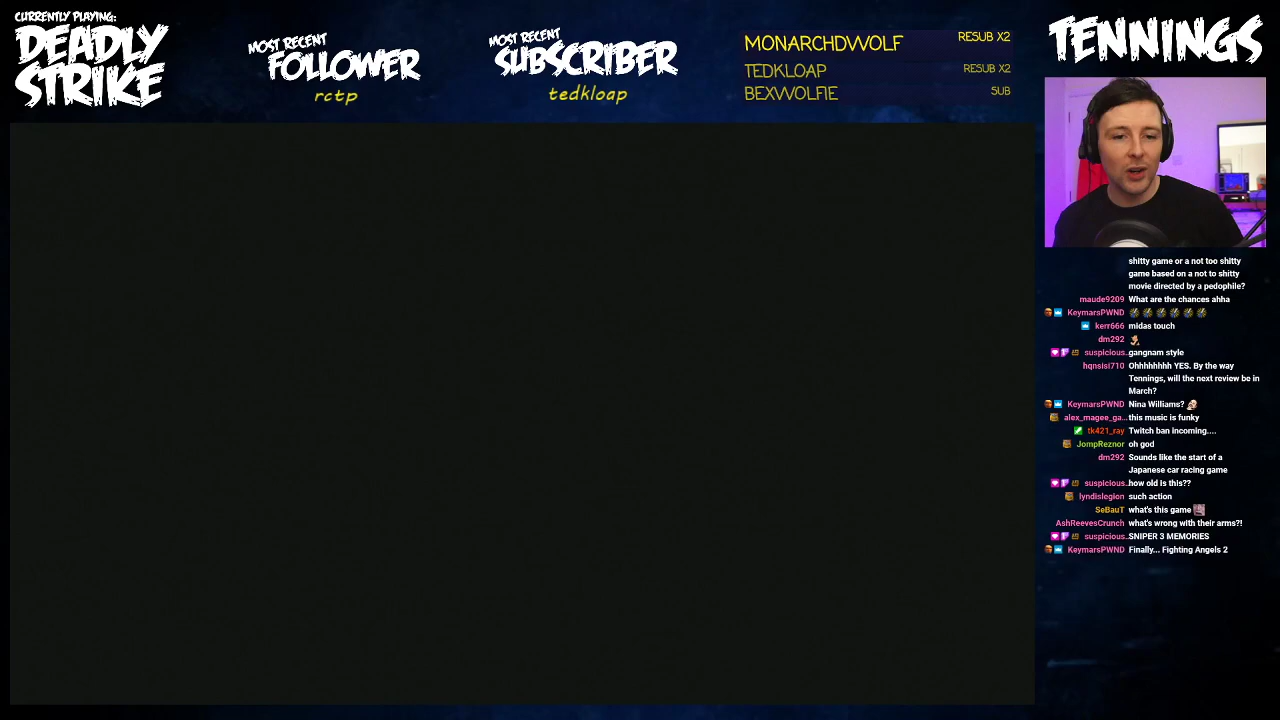 CURRENTLY PLAYING:
DEADLY
STRIKE
MOST RECENT
FOLLOWER
rctp
MOST RECENT
SUBSCRIBER
tedkloap
MONARCHDWOLF RESUB X2
TEDKLOAP RESUB X2
BEXWOLFIE SUB
TENNINGS
shitty game or a not too shitty
game based on a not to shitty
movie directed by a pedophile?
maude9209 What are the chances ahha
KeymarsPWND
kerr666 midas touch
dm292
suspicious.. gangnam style
hqnsisi710 Ohhhhhhhh YES. By the way
Tennings, will the next review be in
March?
KeymarsPWND Nina Williams?
alex_magee_ga... this music is funky
tk421_ray Twitch ban incoming....
JompReznor oh god
dm292 Sounds like the start of a
Japanese car racing game
suspicious.. how old is this??
lyndislegion such action
SeBauT what's this game
AshReevesCrunch what's wrong with their arms?!
suspicious.. SNIPER 3 MEMORIES
KeymarsPWND Finally... Fighting Angels 2